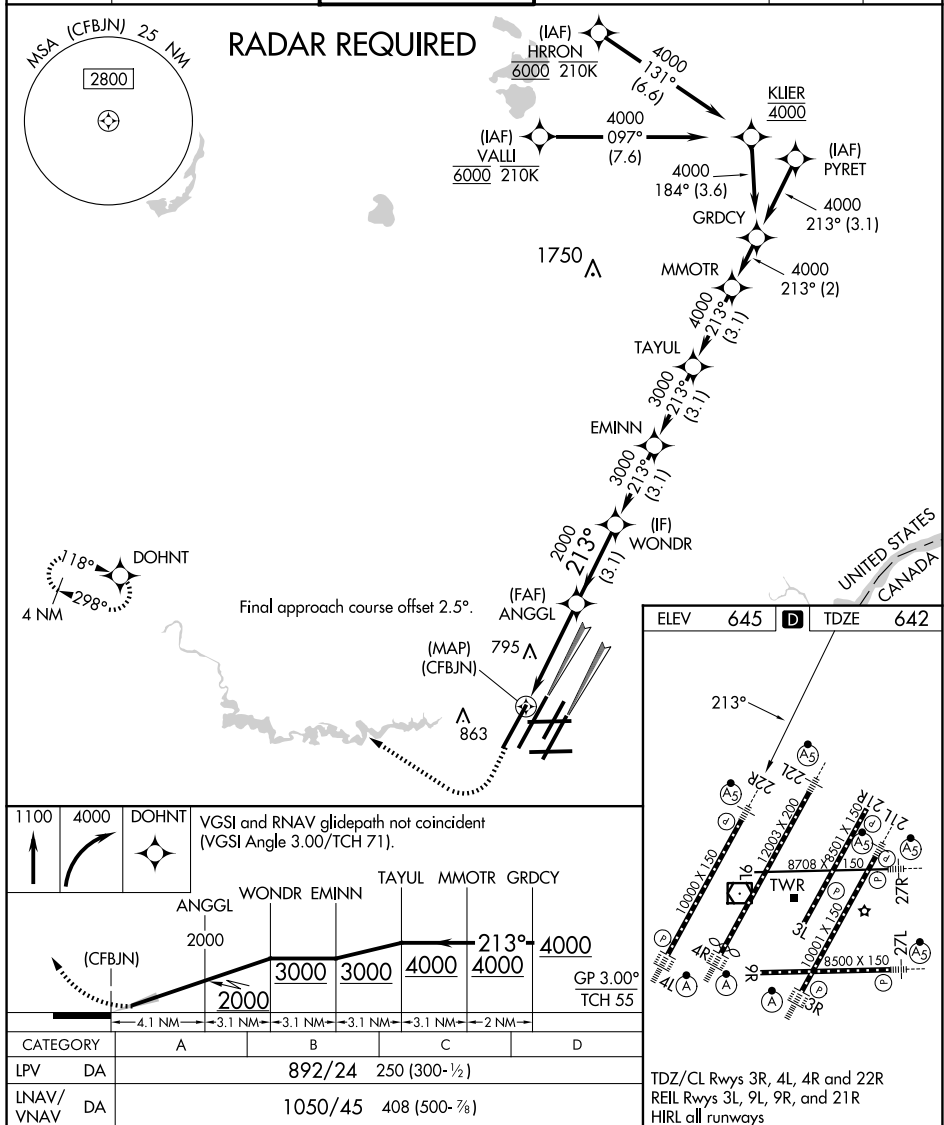 MSA (CFBJN) 25 NM
2800
RADAR REQUIRED
(IAF)
HRRON
6000 210K
4000
131°
(6.6)
KLIER
4000
(IAF)
VALLI
6000 210K
4000
097°
(7.6)
(IAF)
PYRET
4000
184° (3.6)
4000
213° (3.1)
GRDCY
1750
MMOTR
4000
213° (2)
4000
213°
(3.1)
TAYUL
3000
213°
(3.1)
EMINN
3000
213°
(3.1)
(IF)
WONDR
2000
213°
(3.1)
UNITED STATES
CANADA
118°
DOHNT
298°
4 NM
Final approach course offset 2.5°.
(FAF)
ANGGL
(MAP)
(CFBJN)
795
863
ELEV 645 D TDZE 642
213°
22R
22L
A5
A5
21R
21L
P
P
P
A5
A5
10000 X 150
12003 X 200
8501 X 150
8708 X 150
16
TWR
27R
P
P
3L
10001 X 150
27L
4R
9R
8500 X 150
P
4L
A
A
A
P
P
3R
TDZ/CL Rwys 3R, 4L, 4R and 22R
REIL Rwys 3L, 9L, 9R, and 21R
HIRL all runways
1100
4000
DOHNT
VGSI and RNAV glidepath not coincident
(VGSI Angle 3.00/TCH 71).
(CFBJN)
ANGGL
WONDR EMINN
TAYUL MMOTR GRDCY
2000
2000
3000
3000
4000
4000
213°
4000
GP 3.00°
TCH 55
4.1 NM
3.1 NM
3.1 NM
3.1 NM
3.1 NM
2 NM
CATEGORY A B C D
LPV DA 892/24 250 (300-½)
LNAV/
VNAV DA 1050/45 408 (500-⅞)